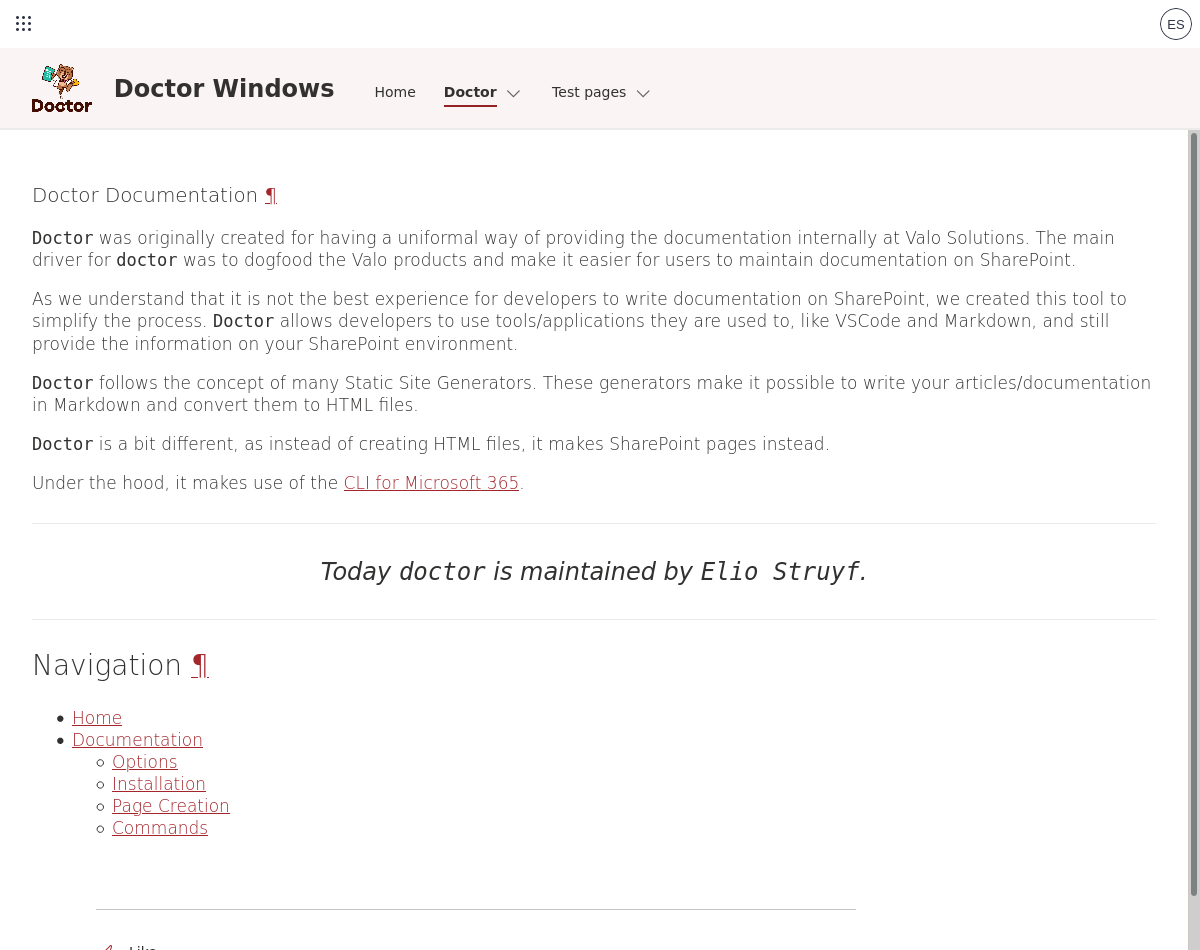 ES
Doctor
Doctor Windows
Home
Doctor
Test pages
Doctor Documentation ¶
Doctor was originally created for having a uniformal way of providing the documentation internally at Valo Solutions. The main
driver for doctor was to dogfood the Valo products and make it easier for users to maintain documentation on SharePoint.
As we understand that it is not the best experience for developers to write documentation on SharePoint, we created this tool to
simplify the process. Doctor allows developers to use tools/applications they are used to, like VSCode and Markdown, and still
provide the information on your SharePoint environment.
Doctor follows the concept of many Static Site Generators. These generators make it possible to write your articles/documentation
in Markdown and convert them to HTML files.
Doctor is a bit different, as instead of creating HTML files, it makes SharePoint pages instead.
Under the hood, it makes use of the CLI for Microsoft 365.
Today doctor is maintained by Elio Struyf.
Navigation ¶
Home
Documentation
Options
Installation
Page Creation
Commands
Like